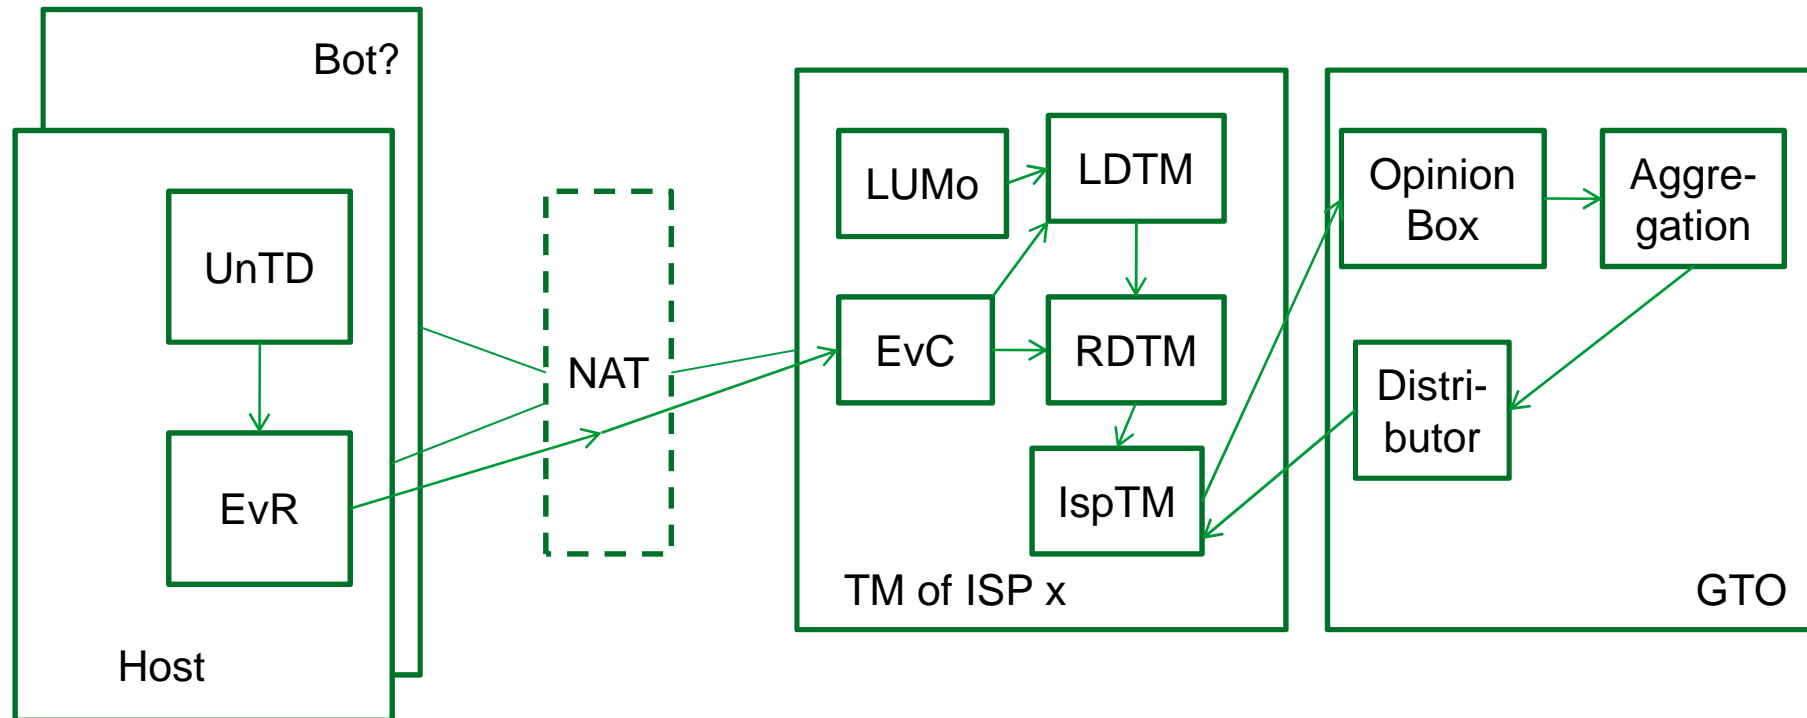 Bot?
UnTD
EvR
Host
NAT
LUMo
LDTM
EvC
RDTM
IspTM
TM of ISP x
Opinion
Box
Aggre-
gation
Distri-
butor
GTO